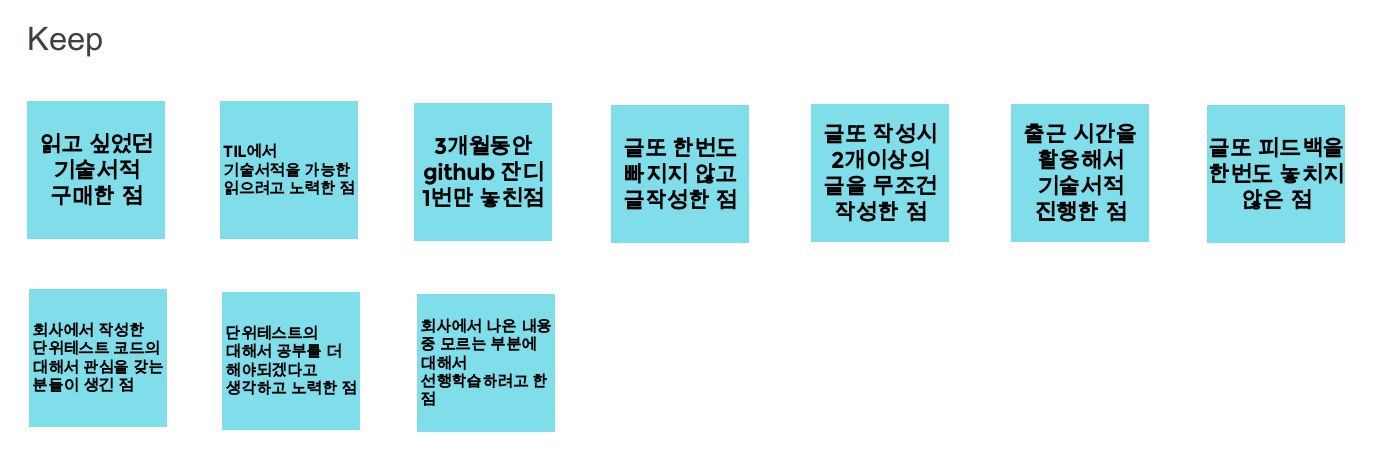 Keep
읽고 싶었던
기술서적
구매한 점
TIL에서
기술서적을 가능한
읽으려고 노력한 점
3개월동안
github 잔디
1번만 놓친점
글또 한번도
빠지지 않고
글작성한 점
글또 작성시
2개이상의
글을 무조건
작성한 점
출근 시간을
활용해서
기술서적
진행한 점
글또 피드백을
한번도 놓치지
않은 점
회사에서 작성한
단위테스트 코드의
대해서 관심을 갖는
분들이 생긴 점
단위테스트의
대해서 공부를 더
해야되겠다고
생각하고 노력한 점
회사에서 나온 내용
중 모르는 부분에
대해서
선행학습하려고 한
점